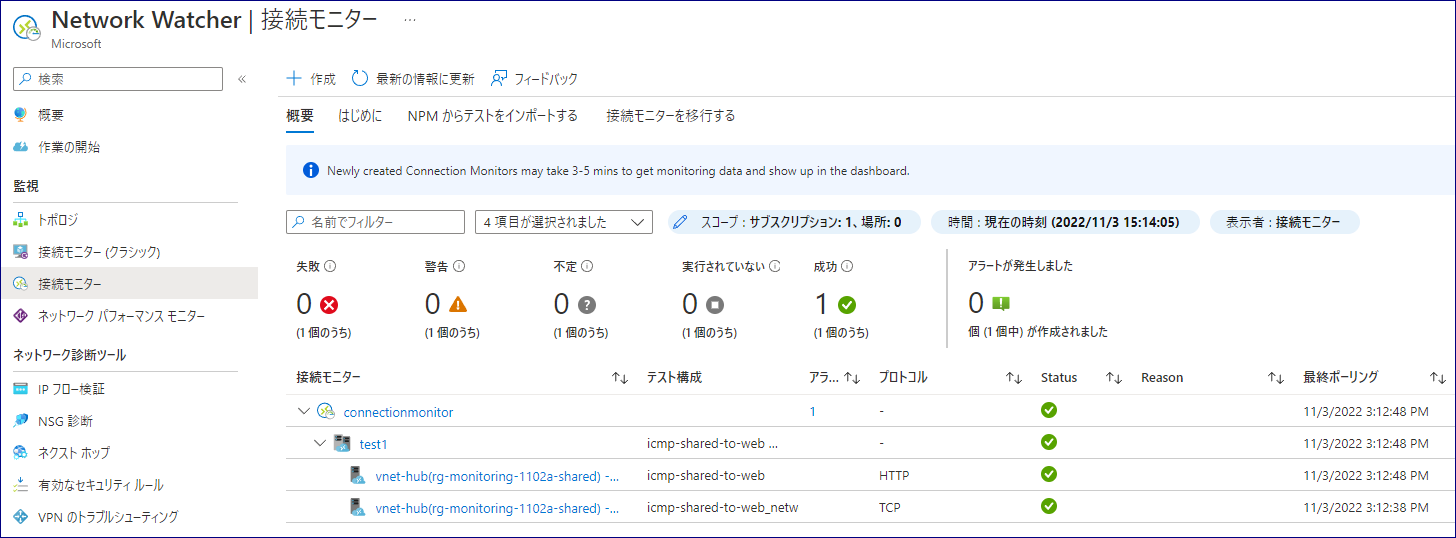 Network Watcher | 接続モニター ...
Microsoft
検索 «
概要
作業の開始
監視
トポロジ
接続モニター (クラシック)
接続モニター
ネットワーク パフォーマンス モニター
ネットワーク診断ツール
IP フロー検証
NSG 診断
ネクスト ホップ
有効なセキュリティ ルール
VPN のトラブルシューティング
作成 最新の情報に更新 フィードバック
概要 はじめに NPM からテストをインポートする 接続モニターを移行する
Newly created Connection Monitors may take 3-5 mins to get monitoring data and show up in the dashboard.
名前でフィルター 4 項目が選択されました スコープ : サブスクリプション: 1、場所: 0 時間 : 現在の時刻 (2022/11/3 15:14:05) 表示者 : 接続モニター
失敗 警告 不定 実行されていない 成功 アラートが発生しました
0 0 0 0 1 0
(1 個のうち) (1 個のうち) (1 個のうち) (1 個のうち) (1 個のうち) 個 (1 個中) が作成されました
接続モニター テスト構成 アラ... プロトコル Status Reason 最終ポーリング
connectionmonitor 1 - 11/3/2022 3:12:48 PM
test1 icmp-shared-to-web ... - 11/3/2022 3:12:48 PM
vnet-hub(rg-monitoring-1102a-shared) -... icmp-shared-to-web HTTP 11/3/2022 3:12:48 PM
vnet-hub(rg-monitoring-1102a-shared) -... icmp-shared-to-web_netw TCP 11/3/2022 3:12:38 PM